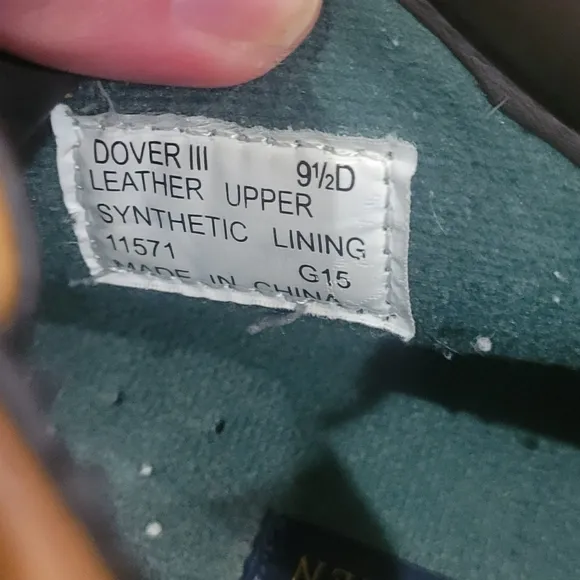 DOVER III 9½D
LEATHER UPPER
SYNTHETIC LINING
11571 G15
MADE IN CHINA